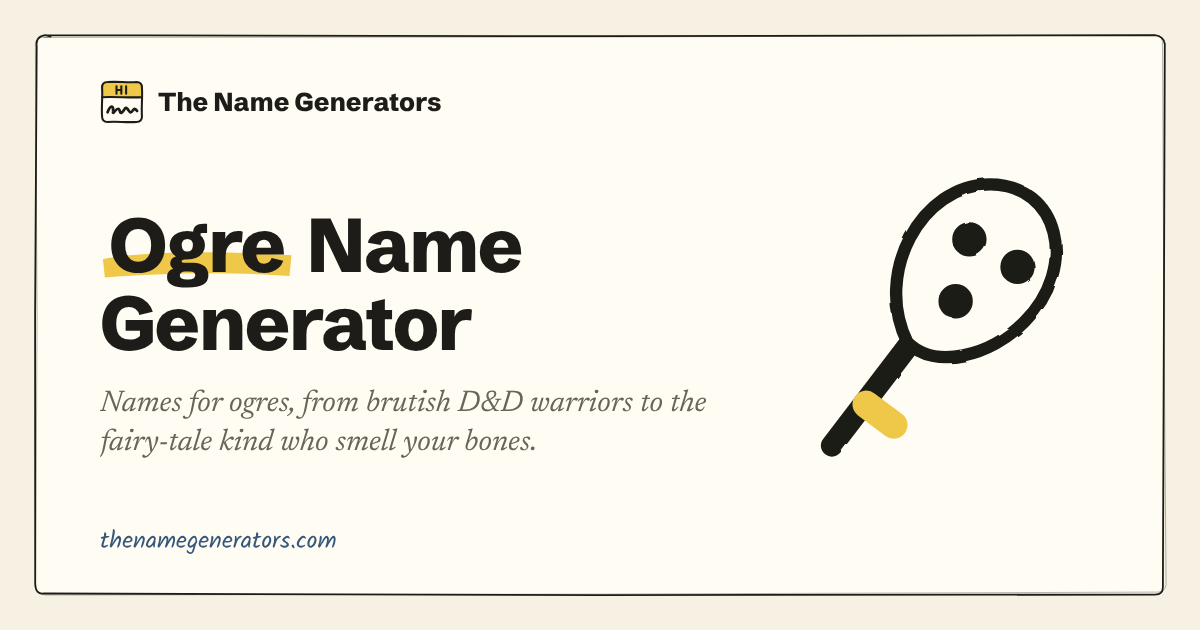 HI
The Name Generators
Ogre Name
Generator
Names for ogres, from brutish D&D warriors to the
fairy-tale kind who smell your bones.
thenamegenerators.com